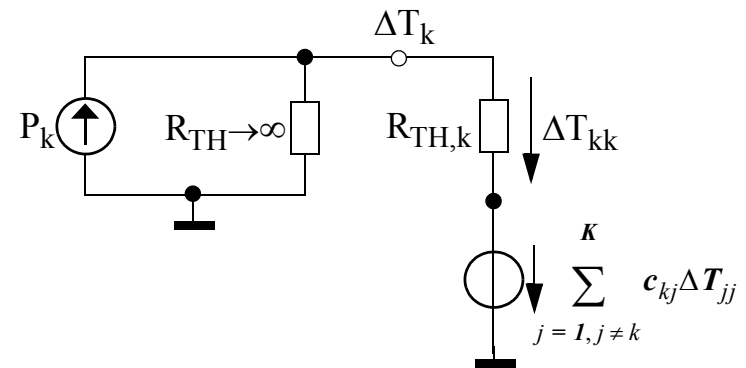 ΔT_k
P_k
R_TH→∞
R_TH,k
ΔT_kk
K
∑ c_kj ΔT_jj
j = 1, j ≠ k